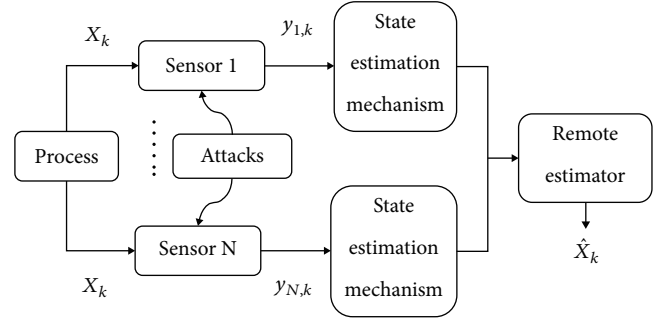 X_k
Sensor 1
y_{1,k}
State
estimation
mechanism
Process
Attacks
Remote
estimator
X̂_k
X_k
Sensor N
y_{N,k}
State
estimation
mechanism